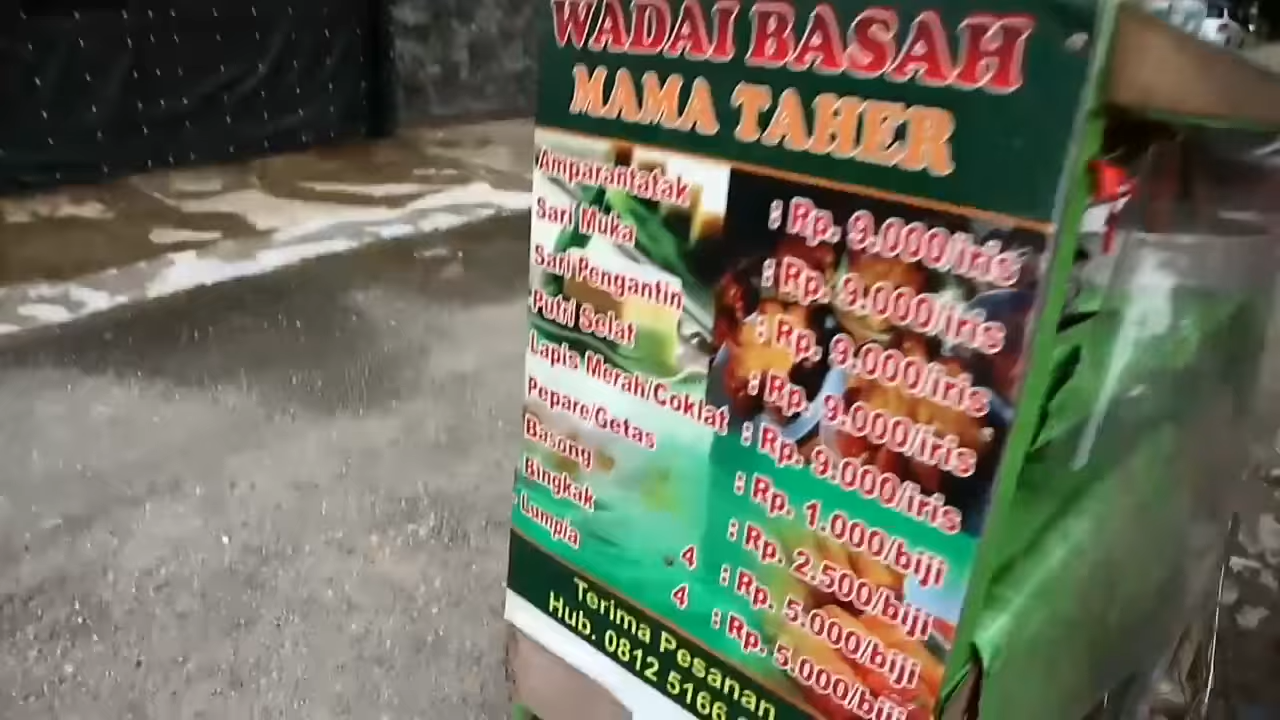 WADAI BASAH
MAMA TAHER
Amparantatak : Rp. 9.000/iris
Sari Muka : Rp. 9.000/iris
Sari Pengantin : Rp. 9.000/iris
Putri Selat : Rp. 9.000/iris
Lapis Merah/Coklat : Rp. 9.000/iris
Pepare/Getas : Rp. 1.000/biji
Basong : Rp. 2.500/biji
Bingkak 4 : Rp. 5.000/biji
Lumpia 4 : Rp. 5.000/biji
Terima Pesanan
Hub. 0812 5166